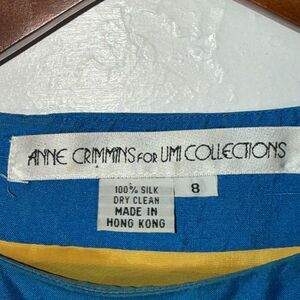 ANNE CRIMMINS FOR UMI COLLECTIONS
100% SILK
DRY CLEAN
MADE IN
HONG KONG
8